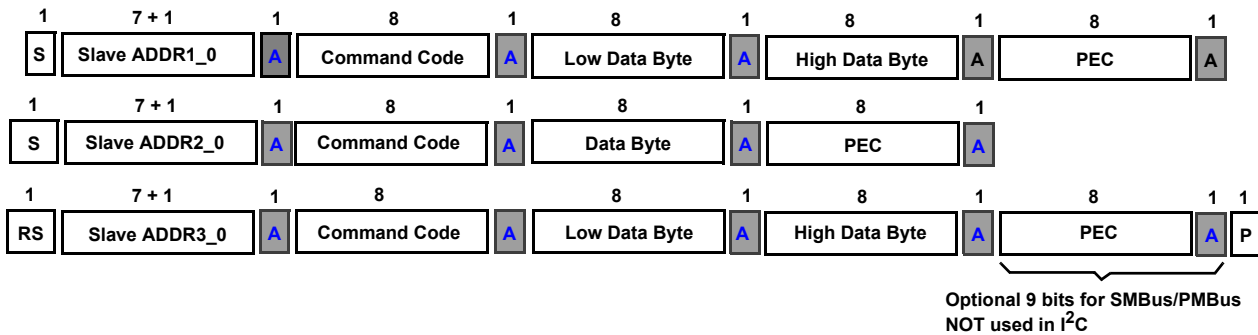 1 7 + 1 1 8 1 8 1 8 1 8 1
S Slave ADDR1_0 A Command Code A Low Data Byte A High Data Byte A PEC A
1 7 + 1 1 8 1 8 1 8 1
S Slave ADDR2_0 A Command Code A Data Byte A PEC A
1 7 + 1 1 8 1 8 1 8 1 8 1 1
RS Slave ADDR3_0 A Command Code A Low Data Byte A High Data Byte A PEC A P
Optional 9 bits for SMBus/PMBus
NOT used in I²C